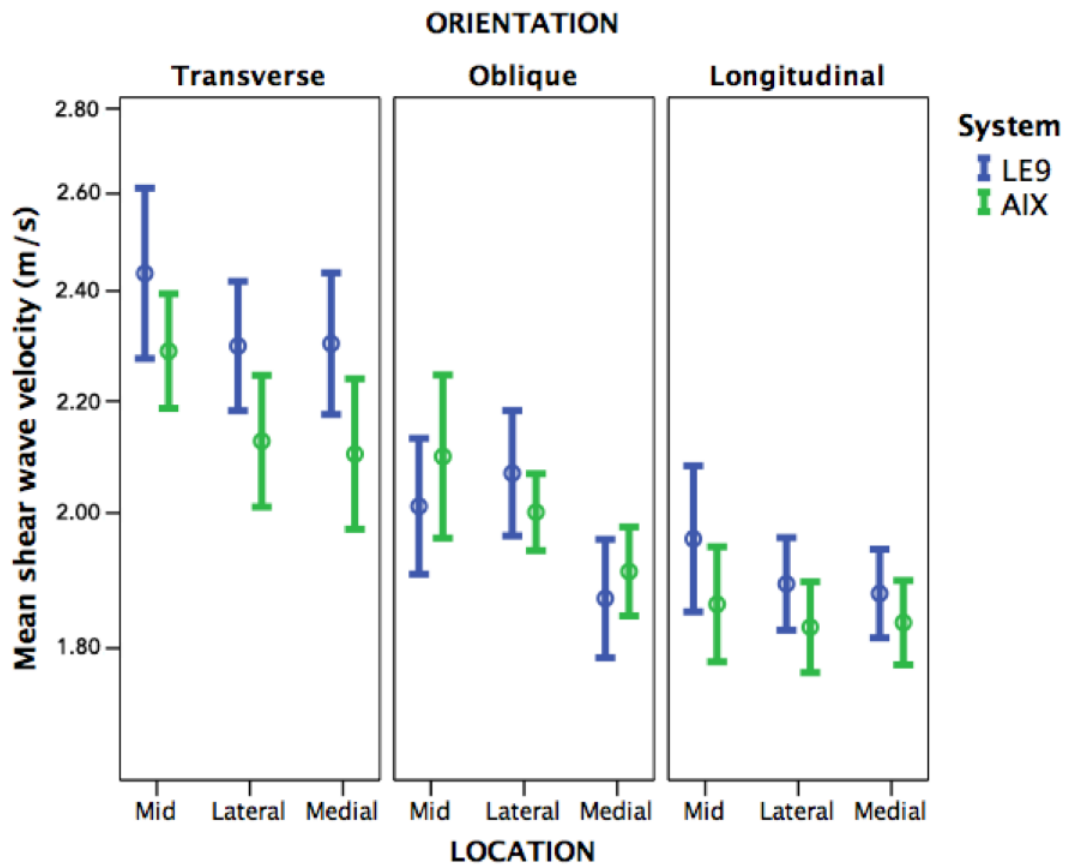 ORIENTATION
Transverse Oblique Longitudinal
System
LE9
AIX
Mean shear wave velocity (m/s)
2.80
2.60
2.40
2.20
2.00
1.80
Mid Lateral Medial Mid Lateral Medial Mid Lateral Medial
LOCATION